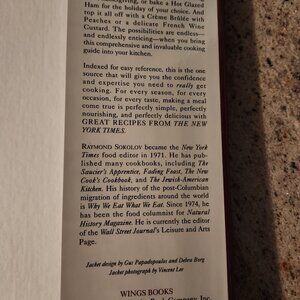 giving, or bake a Hot Glazed
Ham for the holiday of your choice. And
top it all off with a Crème Brûlée with
Peaches or a delicate French Wine
Custard. The possibilities are endless—
and endlessly enticing—when you bring
this comprehensive and invaluable cooking
guide into your kitchen.
Indexed for easy reference, this is the one
source that will give you the confidence
and expertise you need to really get
cooking. For every season, for every
occasion, for every taste, making a meal
come true is perfectly simple, perfectly
nourishing, and perfectly delicious with
GREAT RECIPES FROM THE NEW
YORK TIMES.
RAYMOND SOKOLOV became the New York
Times food editor in 1971. He has pub-
lished many cookbooks, including The
Saucier's Apprentice, Fading Feast, The New
Cook's Cookbook, and The Jewish-American
Kitchen. His history of the post-Columbian
migration of ingredients around the world
is Why We Eat What We Eat. Since 1974, he
has been the food columnist for Natural
History Magazine. He is currently the editor
of the Wall Street Journal's Leisure and Arts
Page.
Jacket design by Gus Papadopoulos and Debra Borg
Jacket photograph by Vincent Lee
WINGS BOOKS
Book Company, Inc.